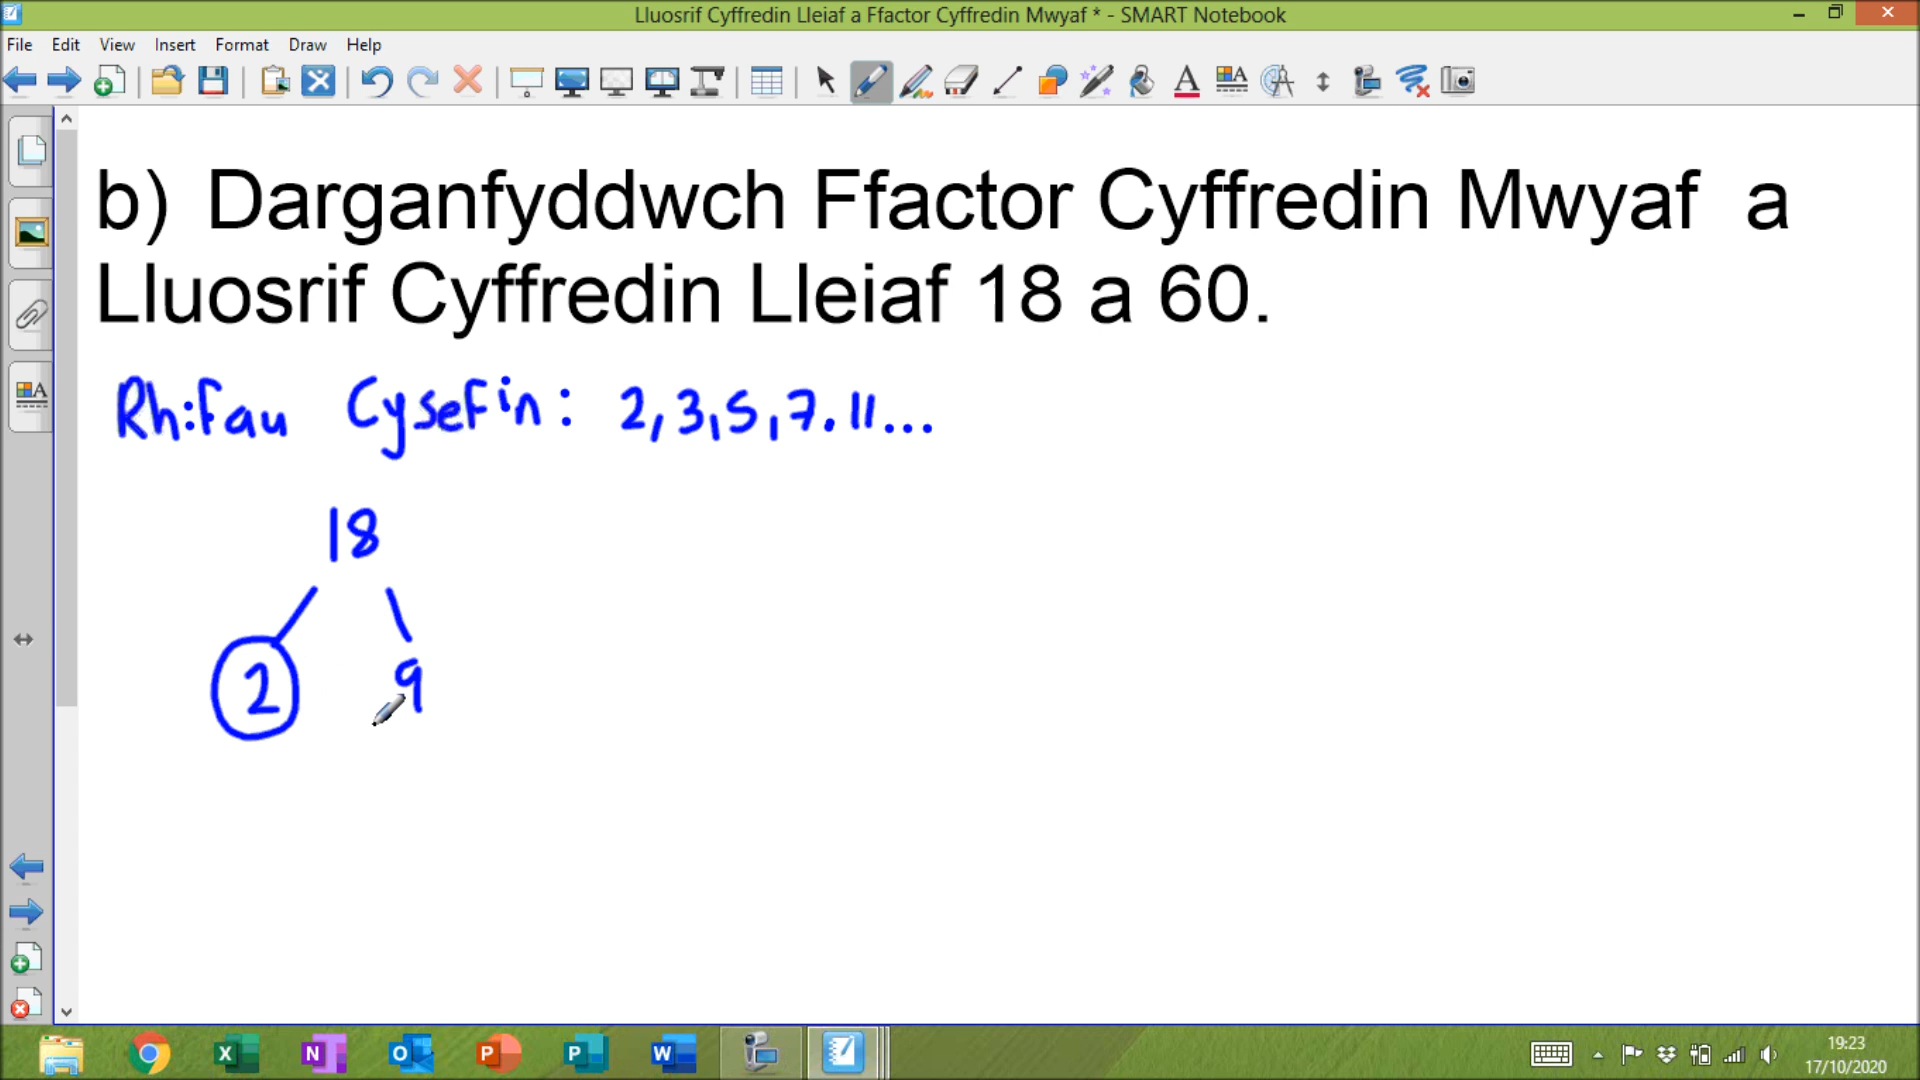 Lluosrif Cyffredin Lleiaf a Ffactor Cyffredin Mwyaf * - SMART Notebook
File Edit View Insert Format Draw Help
b) Darganfyddwch Ffactor Cyffredin Mwyaf a
Lluosrif Cyffredin Lleiaf 18 a 60.
Rhifau Cysefin: 2,3,5,7.11...
18
2 9
19:23
17/10/2020